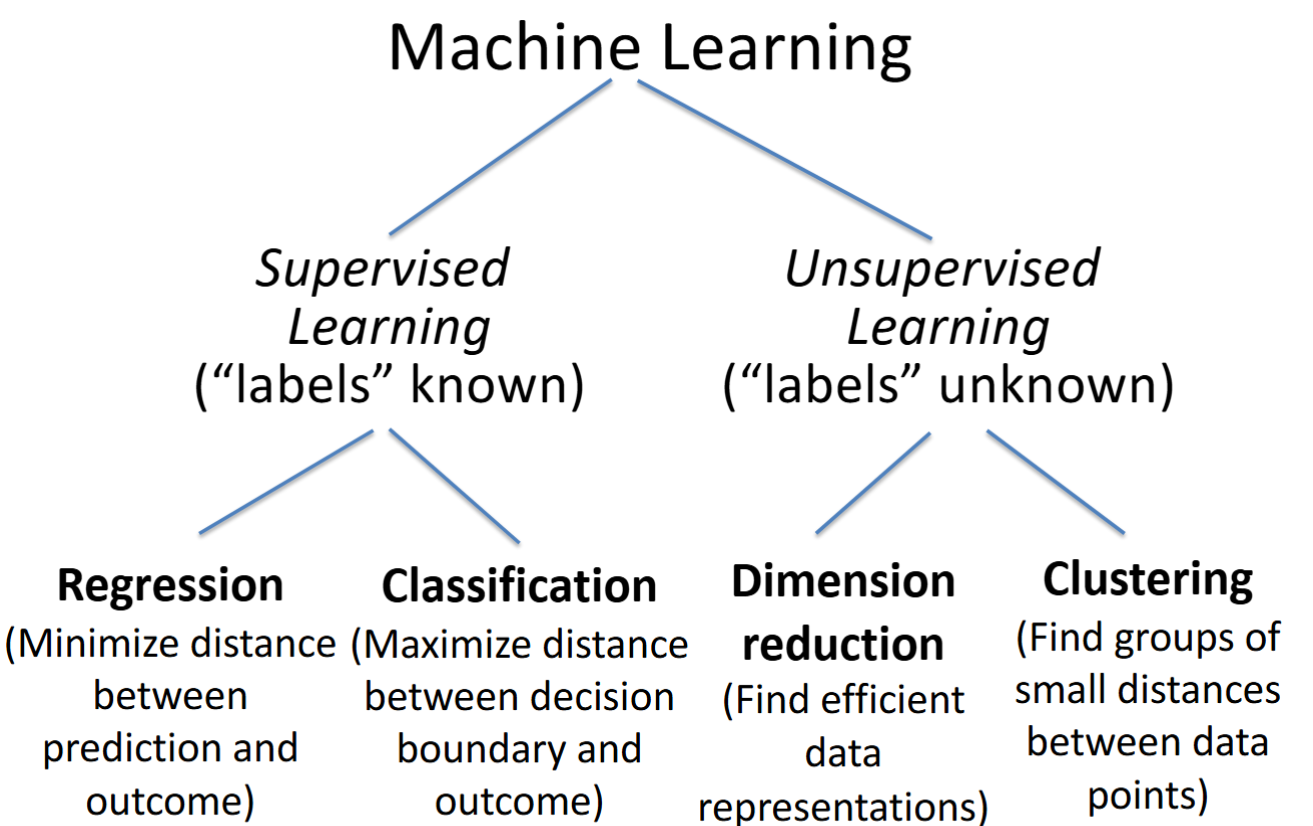 Machine Learning
Supervised
Learning
(“labels” known)
Unsupervised
Learning
(“labels” unknown)
Regression
(Minimize distance
between
prediction and
outcome)
Classification
(Maximize distance
between decision
boundary and
outcome)
Dimension
reduction
(Find efficient
data
representations)
Clustering
(Find groups of
small distances
between data
points)